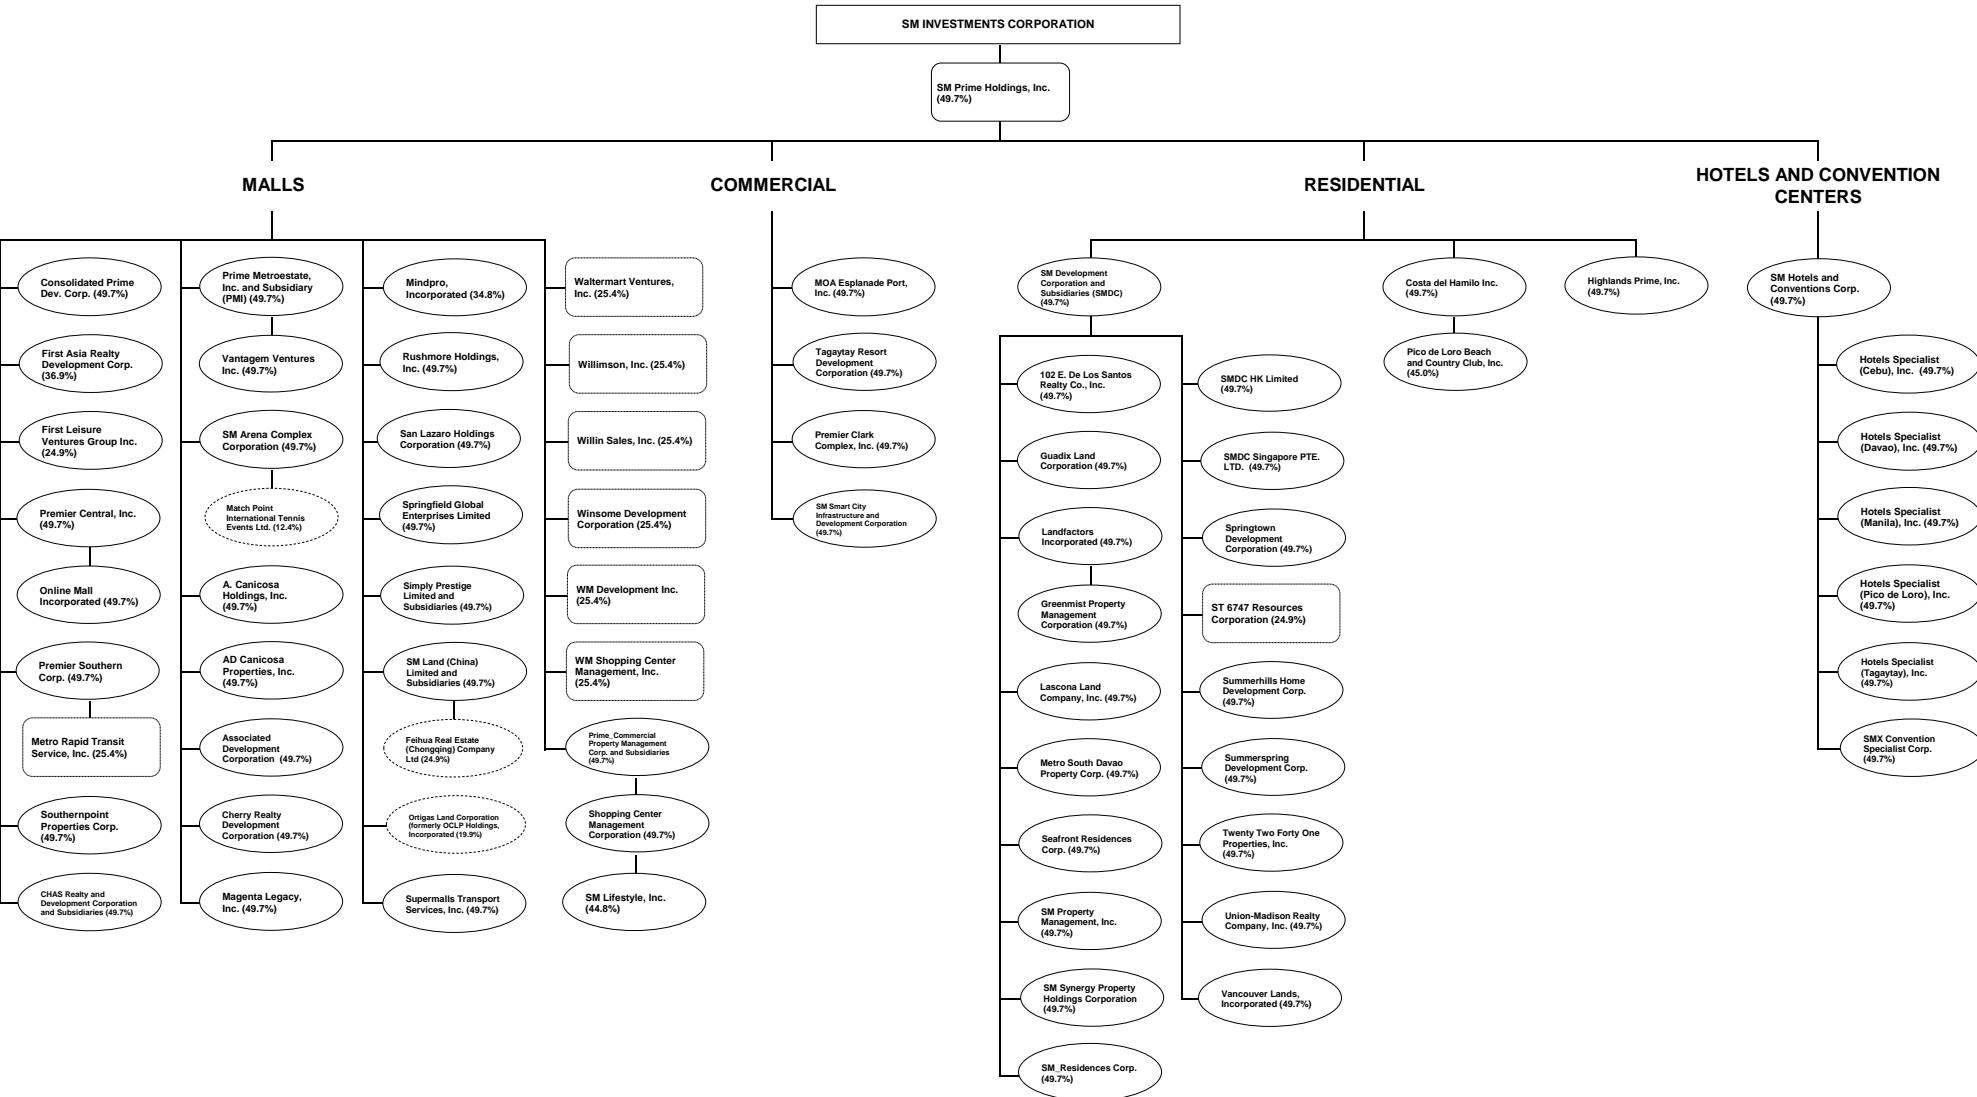 SM INVESTMENTS CORPORATION
SM Prime Holdings, Inc.
(49.7%)
MALLS
Consolidated Prime
Dev. Corp. (49.7%)
First Asia Realty
Development Corp.
(36.9%)
First Leisure
Ventures Group Inc.
(24.9%)
Premier Central, Inc.
(49.7%)
Online Mall
Incorporated (49.7%)
Premier Southern
Corp. (49.7%)
Metro Rapid Transit
Service, Inc. (25.4%)
Southernpoint
Properties Corp.
(49.7%)
CHAS Realty and
Development Corporation
and Subsidiaries (49.7%)
Prime Metroestate,
Inc. and Subsidiary
(PMI) (49.7%)
Vantagem Ventures
Inc. (49.7%)
SM Arena Complex
Corporation (49.7%)
Match Point
International Tennis
Events Ltd. (12.4%)
A. Canicosa
Holdings, Inc.
(49.7%)
AD Canicosa
Properties, Inc.
(49.7%)
Associated
Development
Corporation (49.7%)
Cherry Realty
Development
Corporation (49.7%)
Magenta Legacy,
Inc. (49.7%)
Mindpro,
Incorporated (34.8%)
Rushmore Holdings,
Inc. (49.7%)
San Lazaro Holdings
Corporation (49.7%)
Springfield Global
Enterprises Limited
(49.7%)
Simply Prestige
Limited and
Subsidiaries (49.7%)
SM Land (China)
Limited and
Subsidiaries (49.7%)
Feihua Real Estate
(Chongqing) Company
Ltd (24.9%)
Ortigas Land Corporation
(formerly OCLP Holdings,
Incorporated (19.9%)
Supermalls Transport
Services, Inc. (49.7%)
Waltermart Ventures,
Inc. (25.4%)
Willimson, Inc. (25.4%)
Willin Sales, Inc. (25.4%)
Winsome Development
Corporation (25.4%)
WM Development Inc.
(25.4%)
WM Shopping Center
Management, Inc.
(25.4%)
Prime_Commercial
Property Management
Corp. and Subsidiaries
(49.7%)
Shopping Center
Management
Corporation (49.7%)
SM Lifestyle, Inc.
(44.8%)
COMMERCIAL
MOA Esplanade Port,
Inc. (49.7%)
Tagaytay Resort
Development
Corporation (49.7%)
Premier Clark
Complex, Inc. (49.7%)
SM Smart City
Infrastructure and
Development Corporation
(49.7%)
RESIDENTIAL
SM Development
Corporation and
Subsidiaries (SMDC)
(49.7%)
102 E. De Los Santos
Realty Co., Inc.
(49.7%)
Guadix Land
Corporation (49.7%)
Landfactors
Incorporated (49.7%)
Greenmist Property
Management
Corporation (49.7%)
Lascona Land
Company, Inc. (49.7%)
Metro South Davao
Property Corp. (49.7%)
Seafront Residences
Corp. (49.7%)
SM Property
Management, Inc.
(49.7%)
SM Synergy Property
Holdings Corporation
(49.7%)
SM_Residences Corp.
(49.7%)
SMDC HK Limited
(49.7%)
SMDC Singapore PTE.
LTD. (49.7%)
Springtown
Development
Corporation (49.7%)
ST 6747 Resources
Corporation (24.9%)
Summerhills Home
Development Corp.
(49.7%)
Summerspring
Development Corp.
(49.7%)
Twenty Two Forty One
Properties, Inc.
(49.7%)
Union-Madison Realty
Company, Inc. (49.7%)
Vancouver Lands,
Incorporated (49.7%)
Costa del Hamilo Inc.
(49.7%)
Pico de Loro Beach
and Country Club, Inc.
(45.0%)
Highlands Prime, Inc.
(49.7%)
HOTELS AND CONVENTION
CENTERS
SM Hotels and
Conventions Corp.
(49.7%)
Hotels Specialist
(Cebu), Inc. (49.7%)
Hotels Specialist
(Davao), Inc. (49.7%)
Hotels Specialist
(Manila), Inc. (49.7%)
Hotels Specialist
(Pico de Loro), Inc.
(49.7%)
Hotels Specialist
(Tagaytay), Inc.
(49.7%)
SMX Convention
Specialist Corp.
(49.7%)